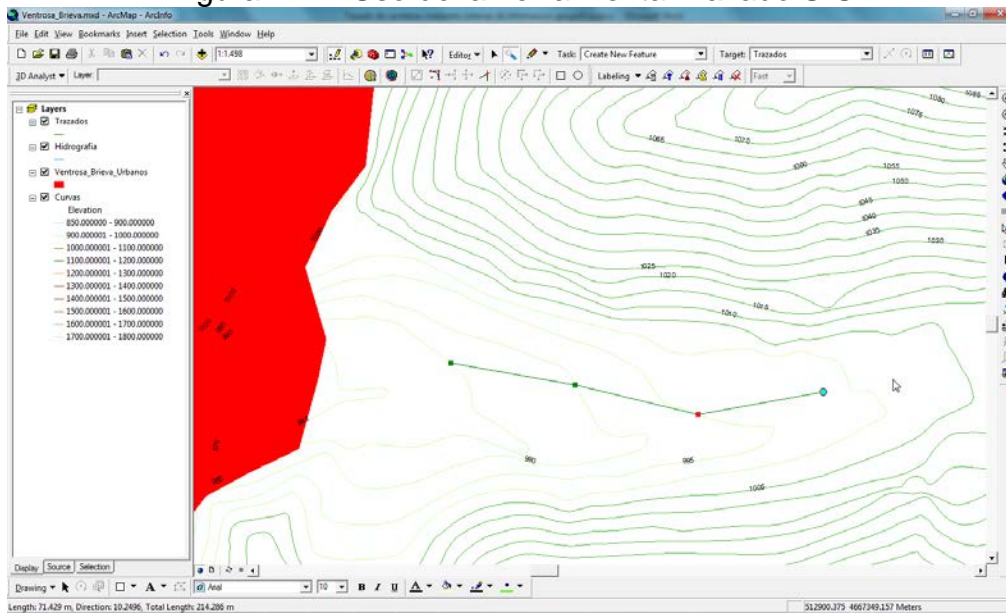 Ventrosa_Brieva.mxd - ArcMap - ArcInfo
File Edit View Bookmarks Insert Selection Tools Window Help
1:1.498 Editor Task: Create New Feature Target: Trazados
3D Analyst Layer: Labeling Fast
Layers
Trazados
Hidrografia
Ventrosa_Brieva_Urbanos
Curvas
Elevation
850.000000 - 900.000000
900.000001 - 1000.000000
1000.000001 - 1100.000000
1100.000001 - 1200.000000
1200.000001 - 1300.000000
1300.000001 - 1400.000000
1400.000001 - 1500.000000
1500.000001 - 1600.000000
1600.000001 - 1700.000000
1700.000001 - 1800.000000
1080
1075
1065
1070
1060
1055
1050
1045
1040
1035
1030
1025
1020
1015
1010
990
995
1005
Display Source Selection
Drawing A Arial 10 B I U A
Length: 71.429 m, Direction: 10.2496, Total Length: 214.286 m
512900.375 4667349.157 Meters